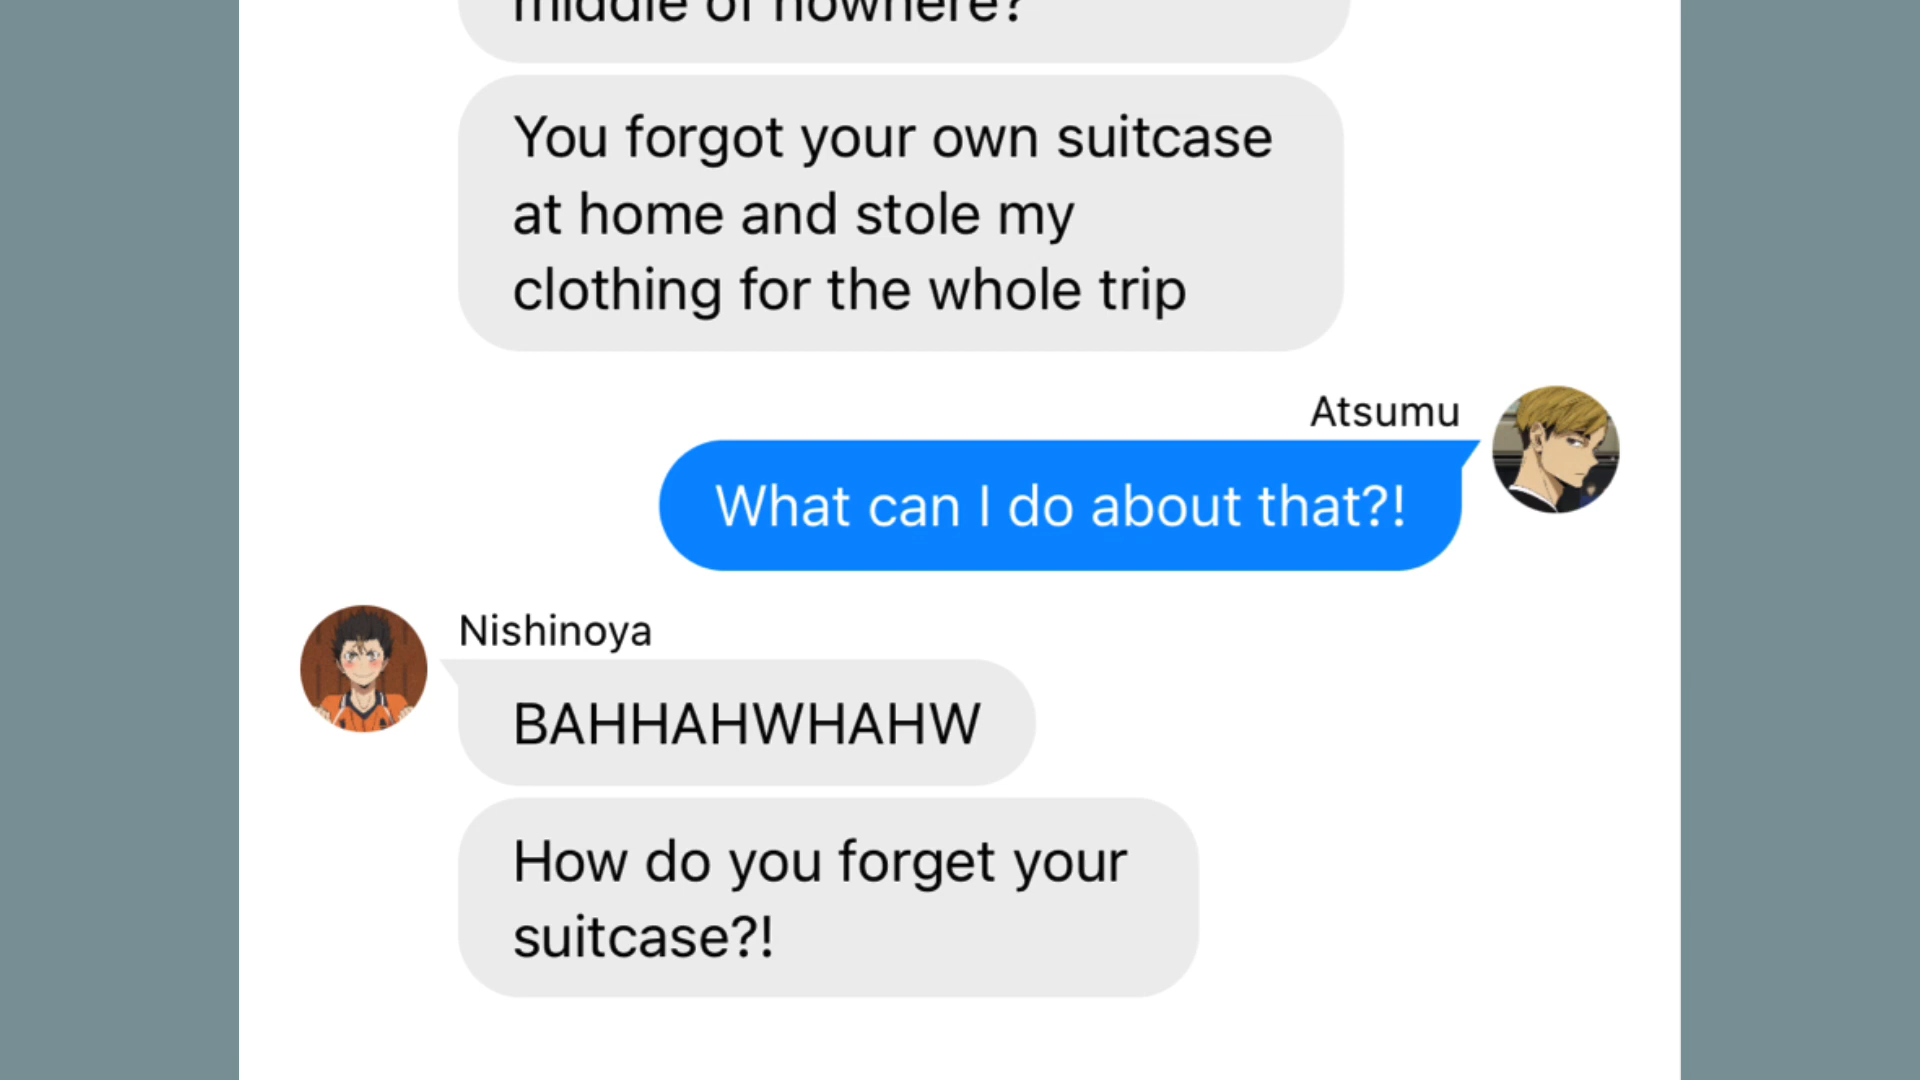 middle of nowhere?
You forgot your own suitcase
at home and stole my
clothing for the whole trip
Atsumu
What can I do about that?!
Nishinoya
BAHHAHWHAHW
How do you forget your
suitcase?!